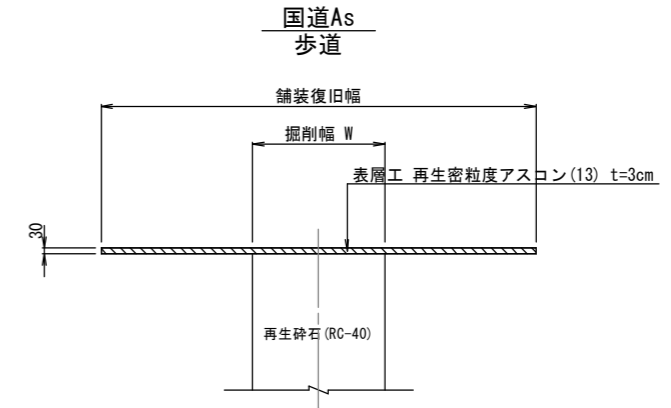 国道As
歩道
舗装復旧幅
掘削幅 W
表層工 再生密粒度アスコン(13) t=3cm
30
再生砕石(RC-40)